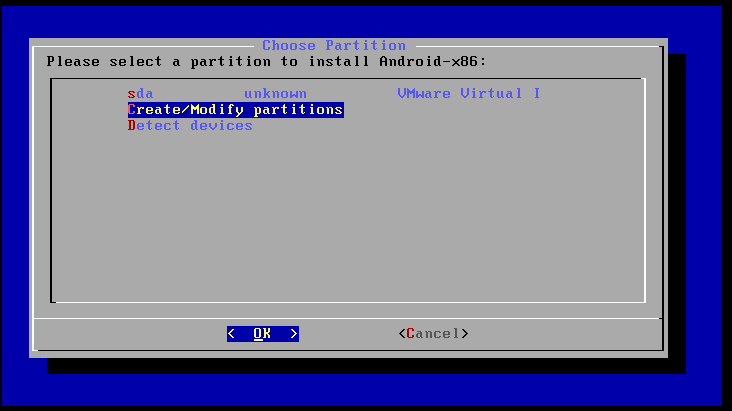 Choose Partition
Please select a partition to install Android-x86:
sda unknown VMware Virtual I
Create/Modify partitions
Detect devices
< OK > <Cancel>